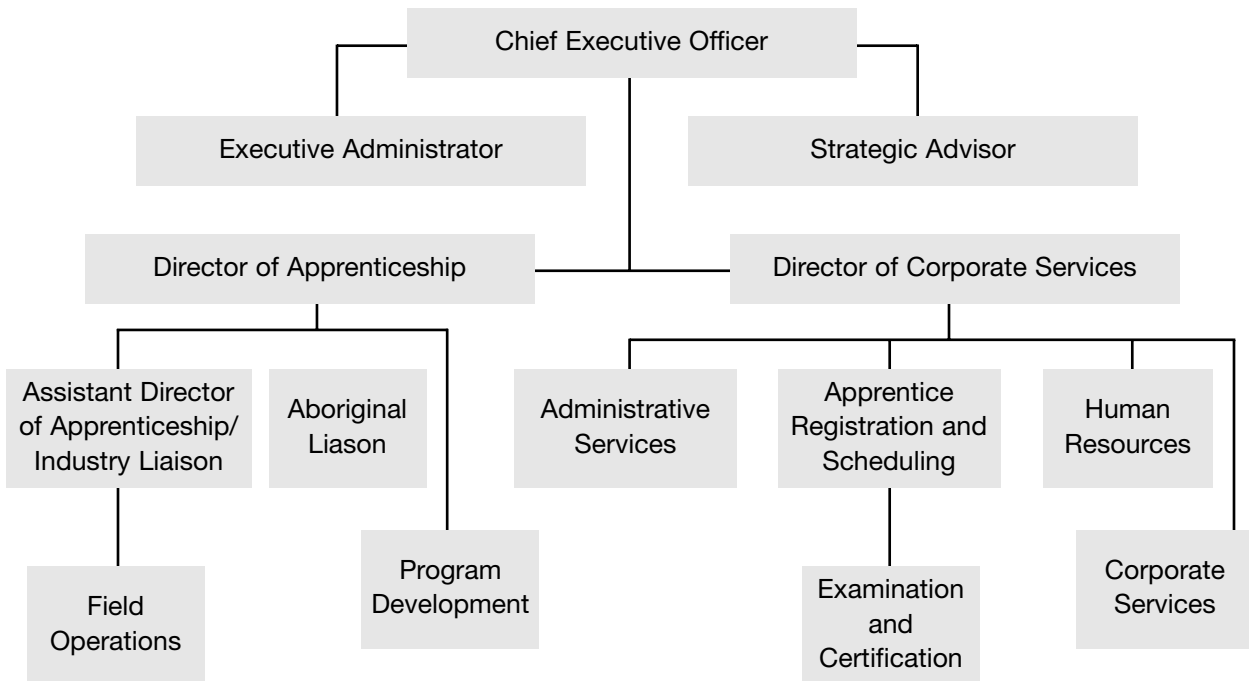 Chief Executive Officer
Executive Administrator
Strategic Advisor
Director of Apprenticeship
Director of Corporate Services
Assistant Director
of Apprenticeship/
Industry Liaison
Aboriginal
Liason
Administrative
Services
Apprentice
Registration and
Scheduling
Human
Resources
Field
Operations
Program
Development
Examination
and
Certification
Corporate
Services